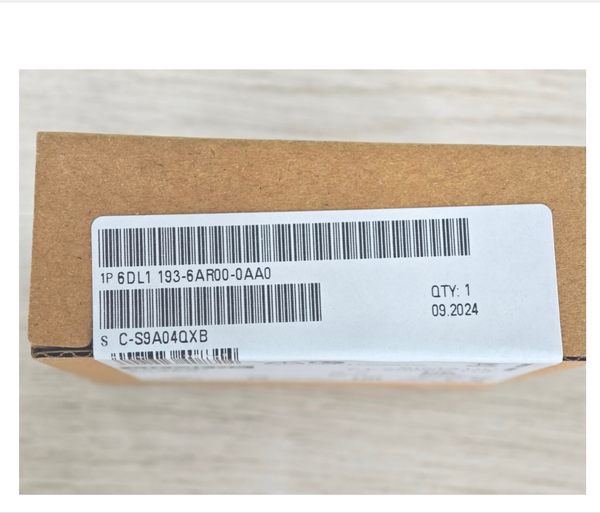 1P 6DL1 193-6AR00-0AA0
QTY: 1
09.2024
S C-S9A04QXB